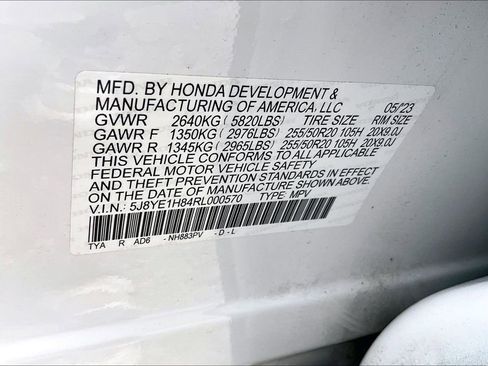 MFD. BY HONDA DEVELOPMENT &
MANUFACTURING OF AMERICA, LLC 05/23
GVWR 2640KG ( 5820LBS) TIRE SIZE RIM SIZE
GAWR F 1350KG ( 2976LBS) 255/50R20 105H 20X9.0J
GAWR R 1345KG ( 2965LBS) 255/50R20 105H 20X9.0J
THIS VEHICLE CONFORMS TO ALL APPLICABLE
FEDERAL MOTOR VEHICLE SAFETY
AND THEFT PREVENTION STANDARDS IN EFFECT
ON THE DATE OF MANUFACTURE SHOWN ABOVE.
V.I.N.: 5J8YE1H84RL000570 TYPE: MPV
TYA R AD6 - NH883PV - D - L